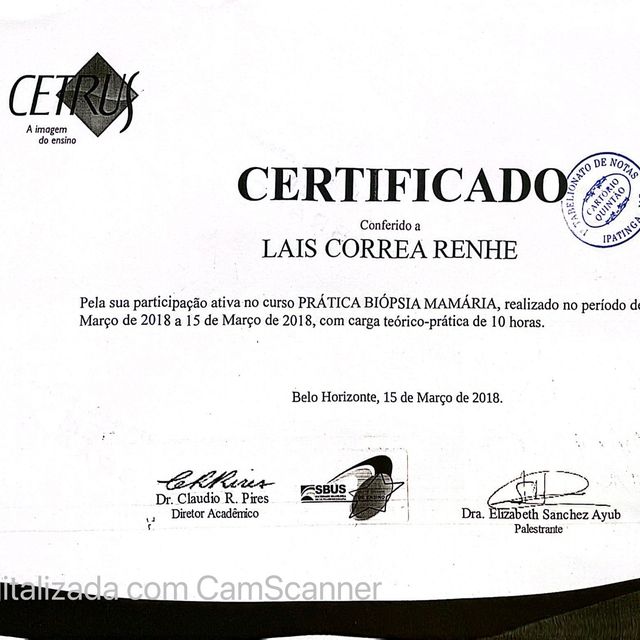 CETRUS
A imagem
do ensino
CERTIFICADO
1º TABELIONATO DE NOTAS
CARTÓRIO
QUINTÃO
IPATINGA
Conferido a
LAIS CORREA RENHE
Pela sua participação ativa no curso PRÁTICA BIÓPSIA MAMÁRIA, realizado no período de
Março de 2018 a 15 de Março de 2018, com carga teórico-prática de 10 horas.
Belo Horizonte, 15 de Março de 2018.
SBUS
Dr. Claudio R. Pires
Diretor Acadêmico
Dra. Elizabeth Sanchez Ayub
Palestrante
gitalizada com CamScanner